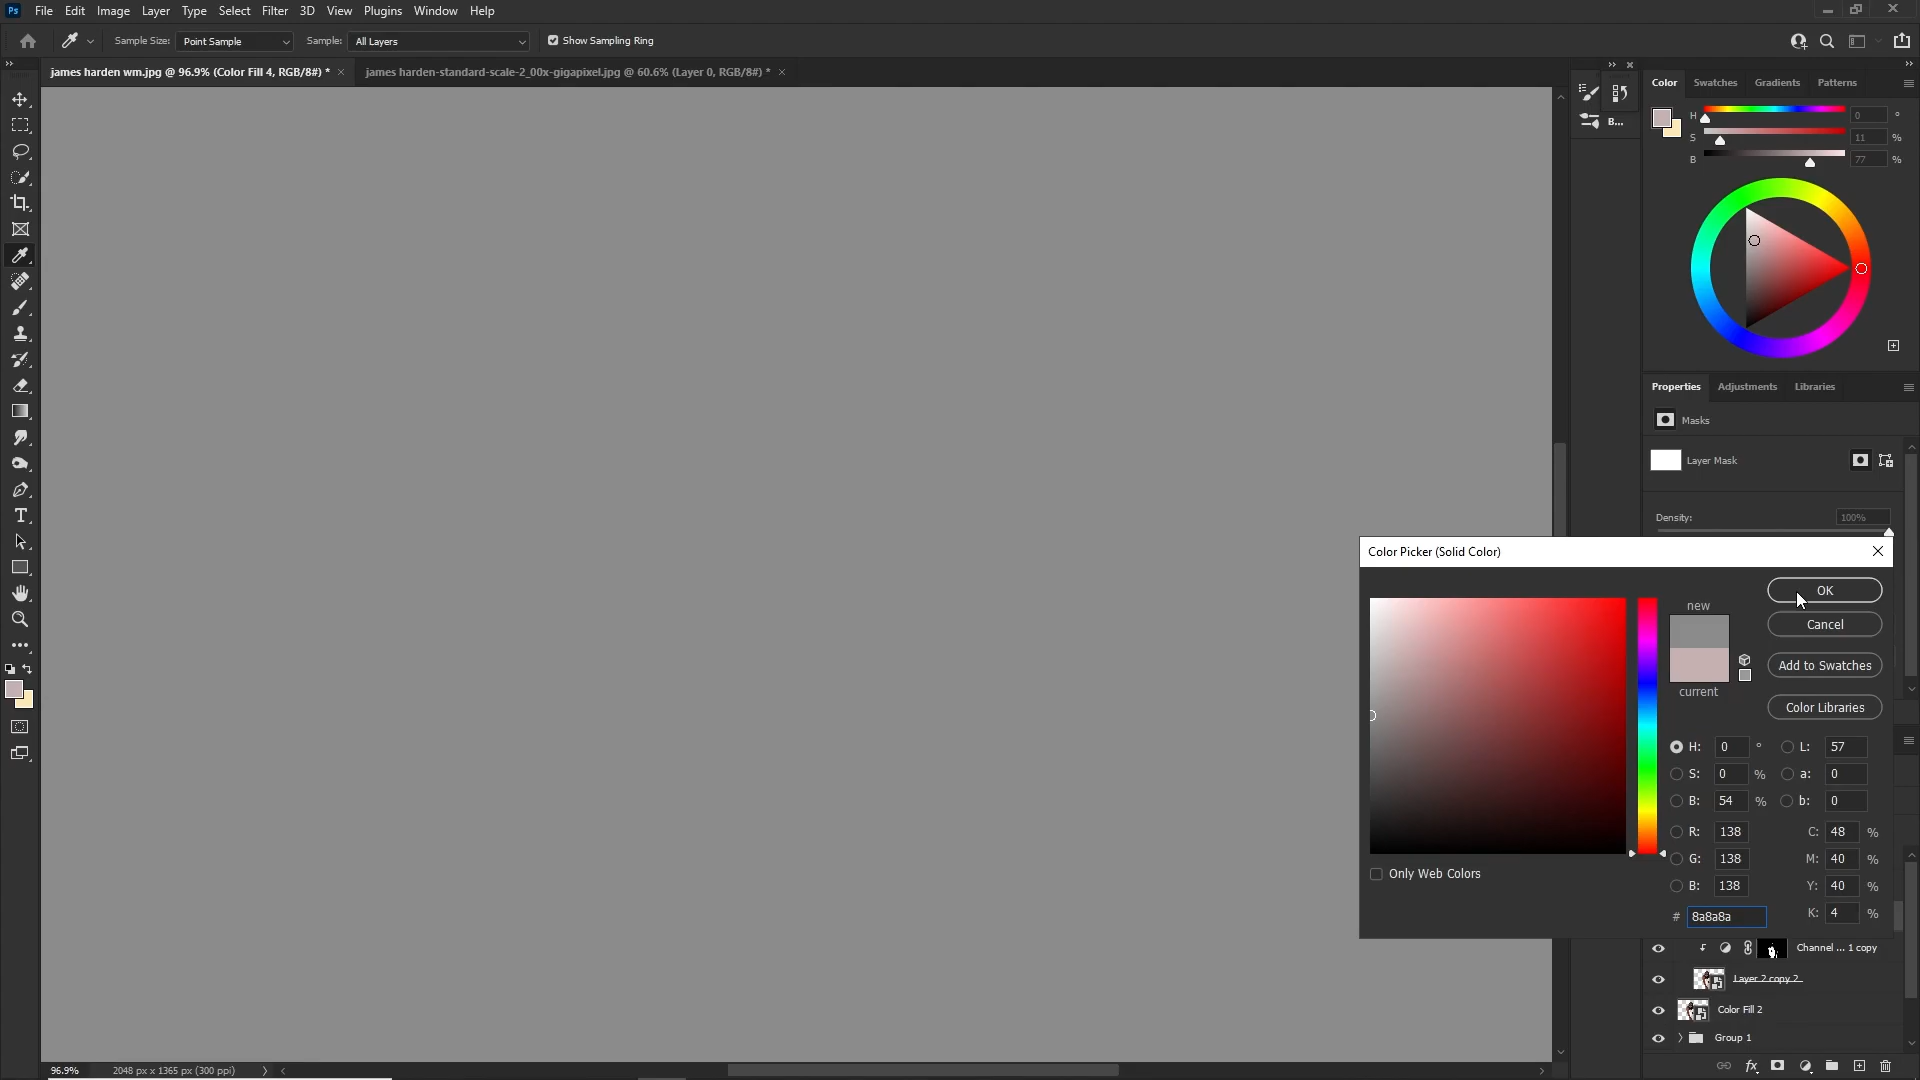 Ps File Edit Image Layer Type Select Filter 3D View Plugins Window Help
Sample Size: Point Sample Sample: All Layers Show Sampling Ring
james harden wm.jpg @ 96.9% (Color Fill 4, RGB/8#) * × james harden-standard-scale-2_00x-gigapixel.jpg @ 60.6% (Layer 0, RGB/8#) * ×
Color Swatches Gradients Patterns
H 0 °
B...
S 11 %
B 77 %
Properties Adjustments Libraries
Masks
Layer Mask
Density: 100%
Color Picker (Solid Color)
OK
new
Cancel
Add to Swatches
current
Color Libraries
H: 0 ° L: 57
S: 0 % a: 0
B: 54 % b: 0
R: 138 C: 48 %
G: 138 M: 40 %
Only Web Colors
B: 138 Y: 40 %
# 8a8a8a K: 4 %
Channel ... 1 copy
Layer 2 copy 2
Color Fill 2
Group 1
96.9% 2048 px x 1365 px (300 ppi)
fx